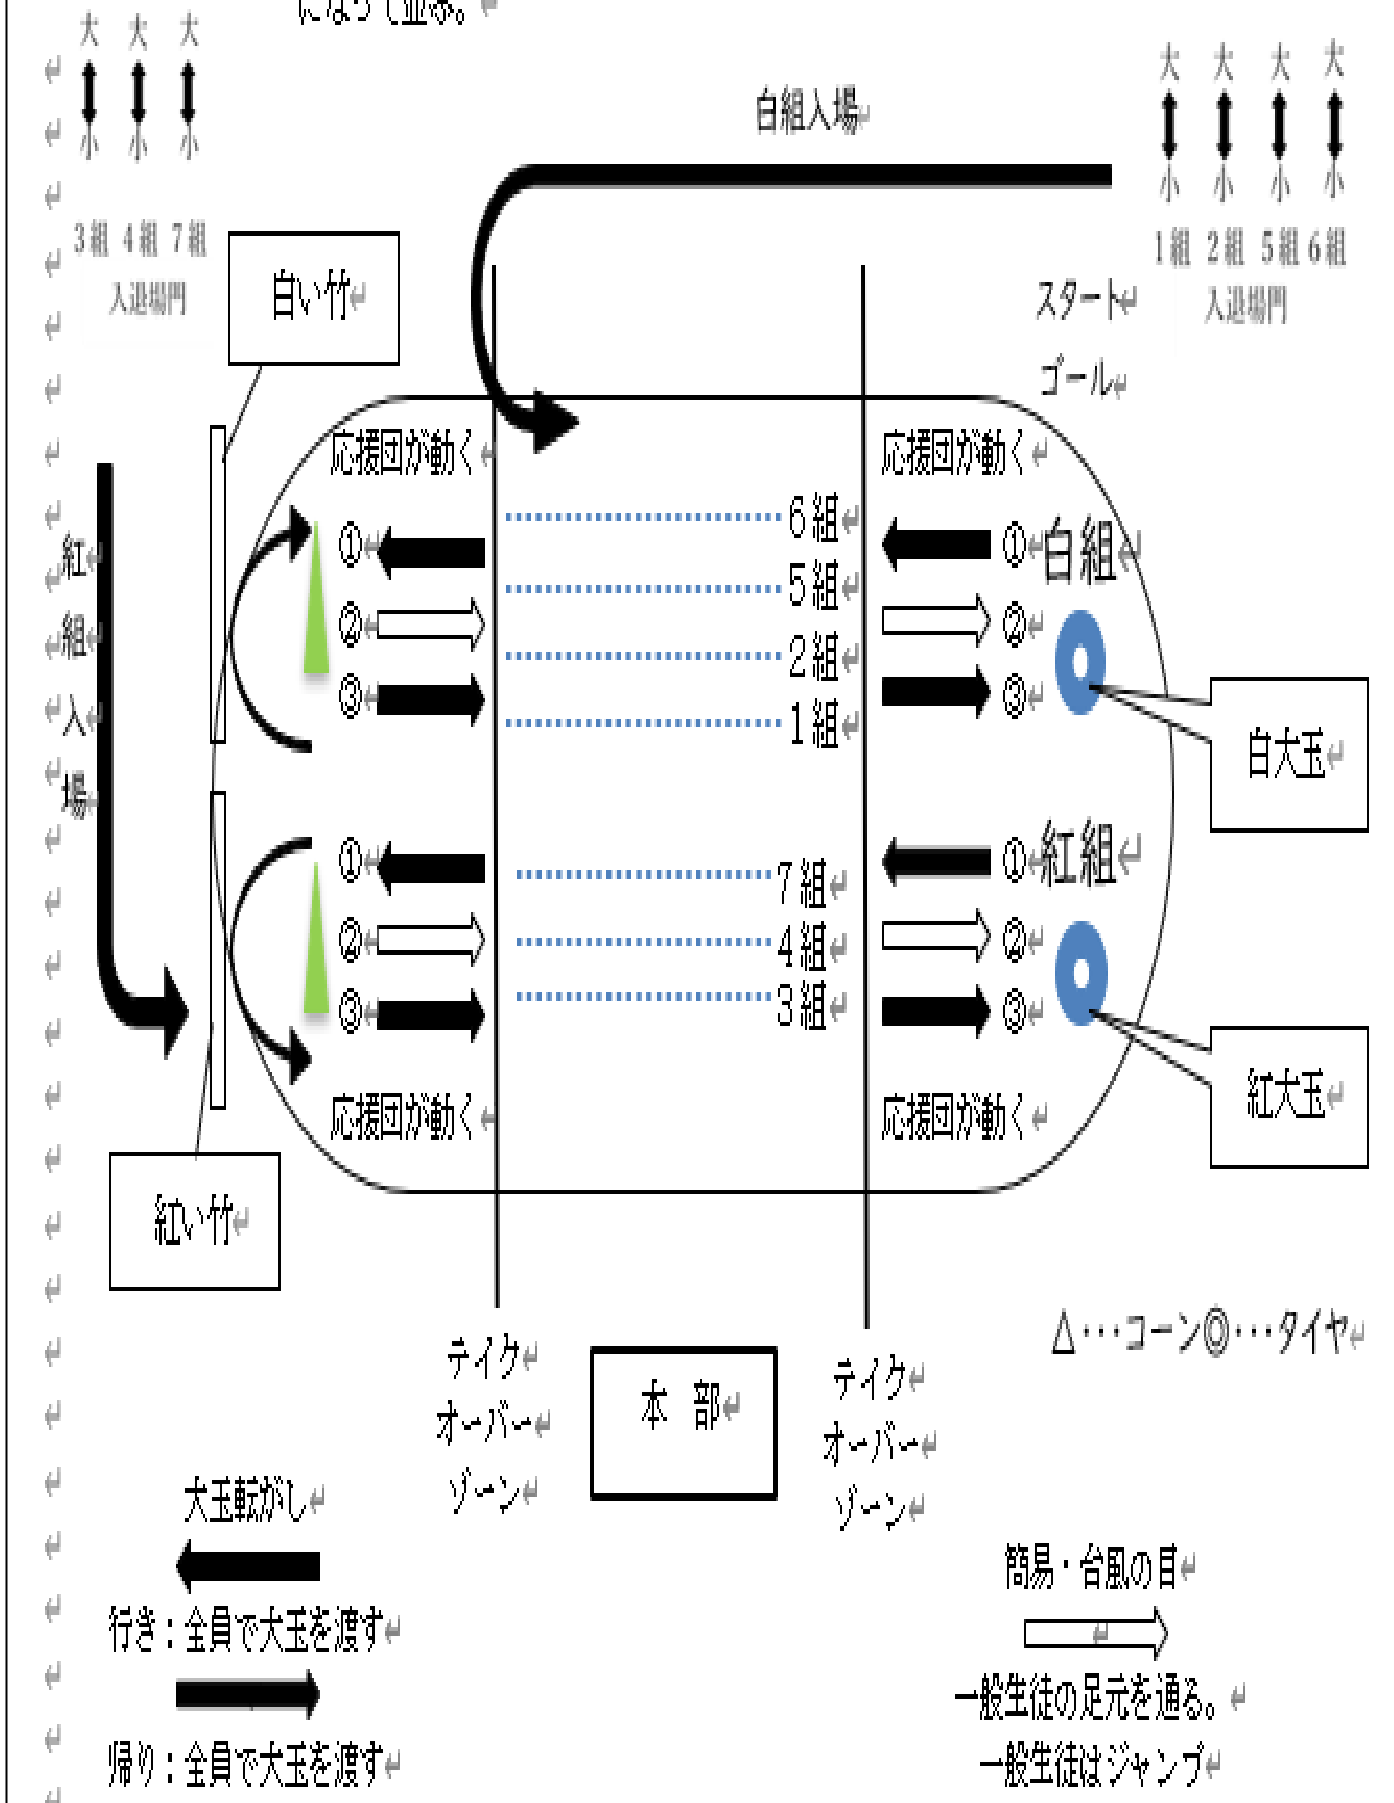 になって並ぶ。
大 大 大
小 小 小
3組 4組 7組
入退場門
白組入場
大 大 大 大
小 小 小 小
1組 2組 5組 6組
入退場門
白い竹
スタート
ゴール
応援団が動く
応援団が動く
紅組入場
①
②
③
6組
5組
2組
1組
①
②
③
白組
白大玉
①
②
③
7組
4組
3組
①
②
③
紅組
紅大玉
応援団が動く
応援団が動く
紅い竹
テイク
オーバー
ゾーン
本 部
テイク
オーバー
ゾーン
△…コーン◎…タイヤ
大玉転がし
行き：全員で大玉を渡す
帰り：全員で大玉を渡す
簡易・台風の目
一般生徒の足元を通る。
一般生徒はジャンプ